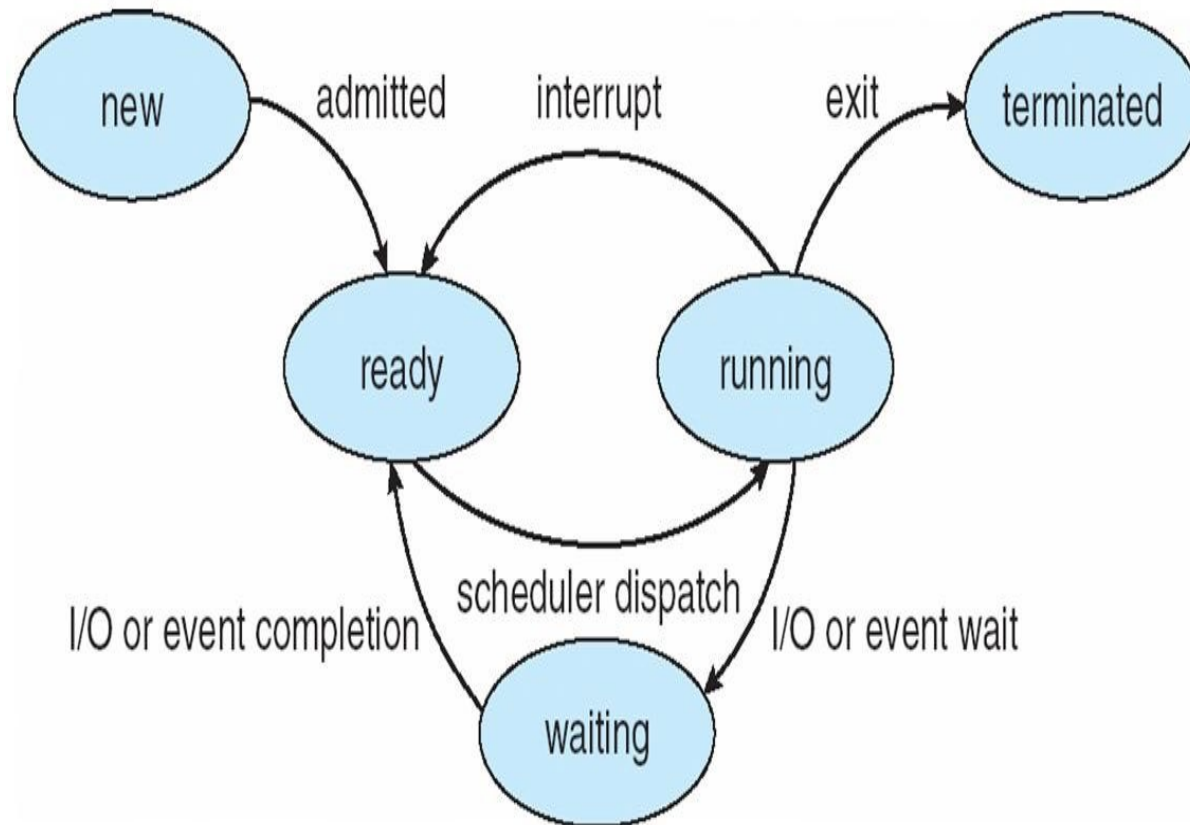 new
admitted
interrupt
exit
terminated
ready
running
scheduler dispatch
I/O or event completion
I/O or event wait
waiting